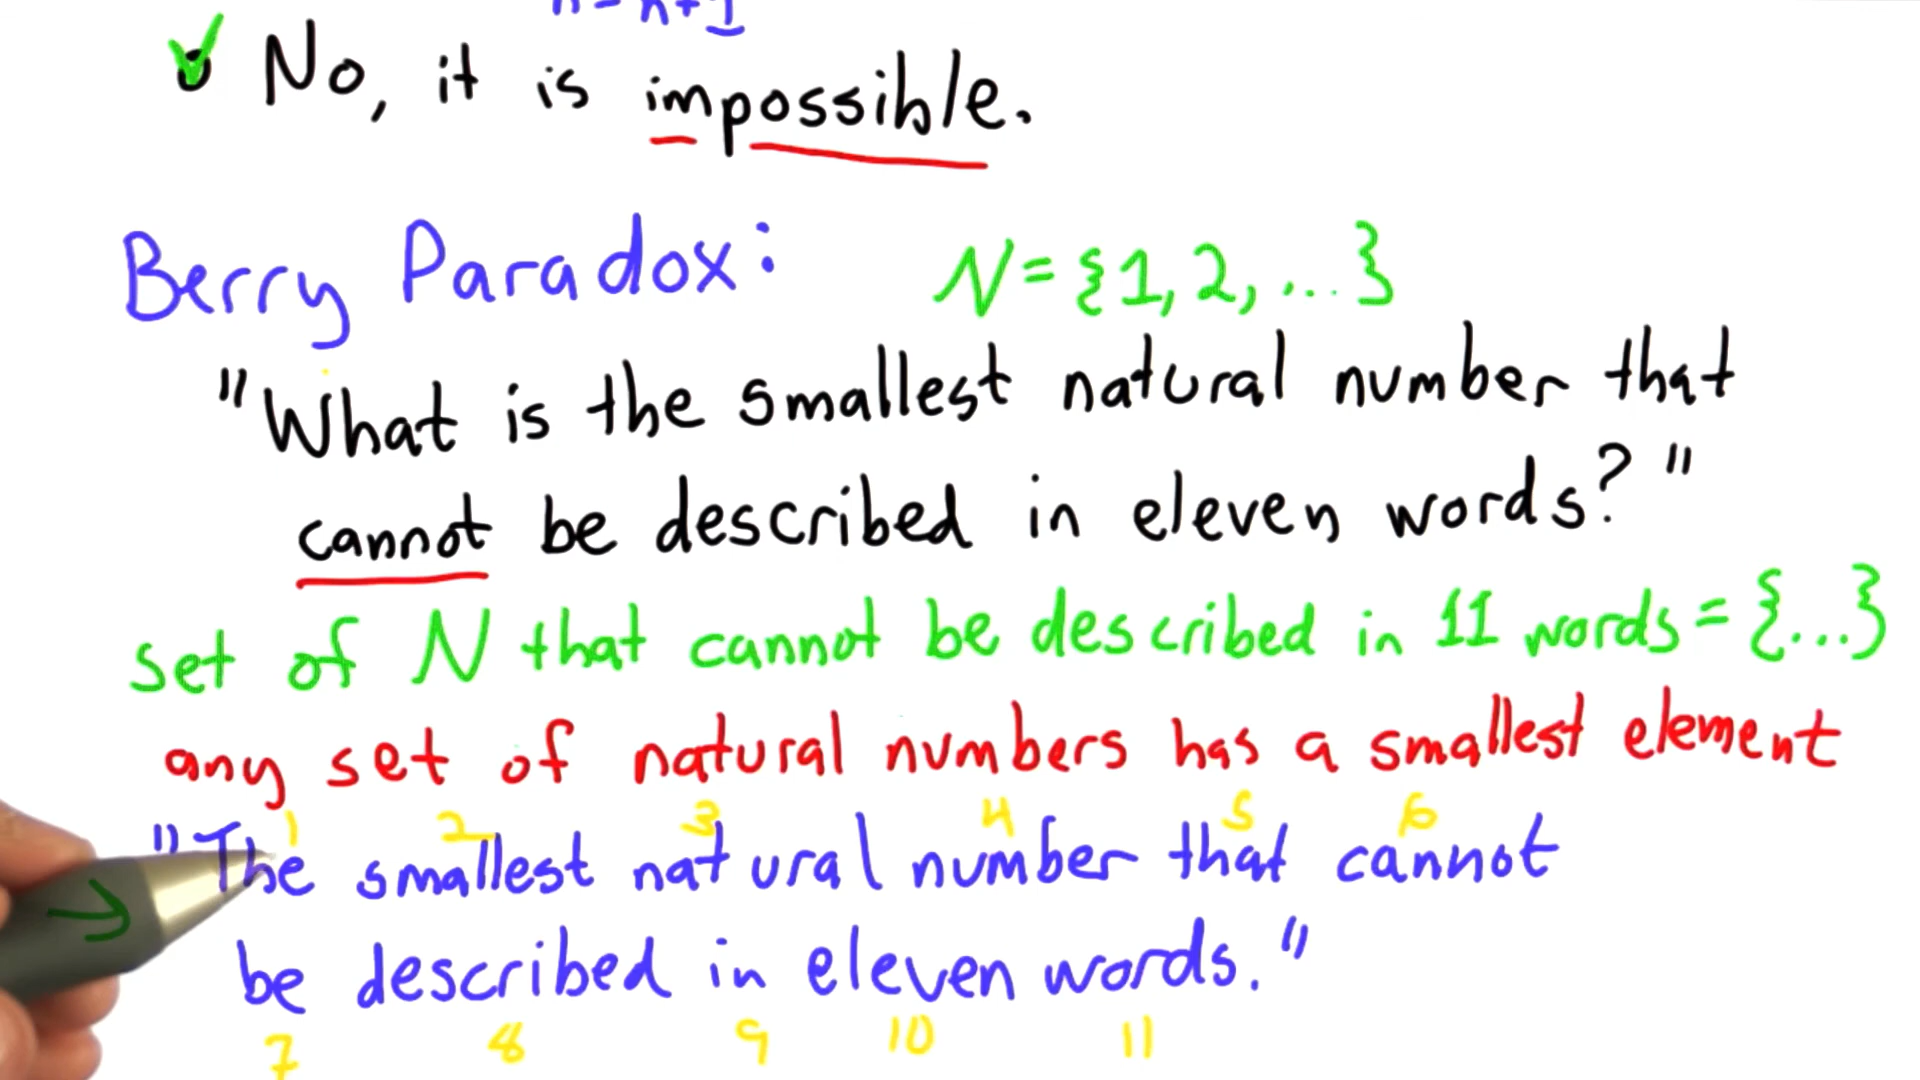 n = n+1
No, it is impossible.
Berry Paradox: N = {1, 2, ...}
"What is the smallest natural number that
cannot be described in eleven words?"
set of N that cannot be described in 11 words = {...}
any set of natural numbers has a smallest element
1 2 3 4 5 6
"The smallest natural number that cannot
be described in eleven words."
7 8 9 10 11